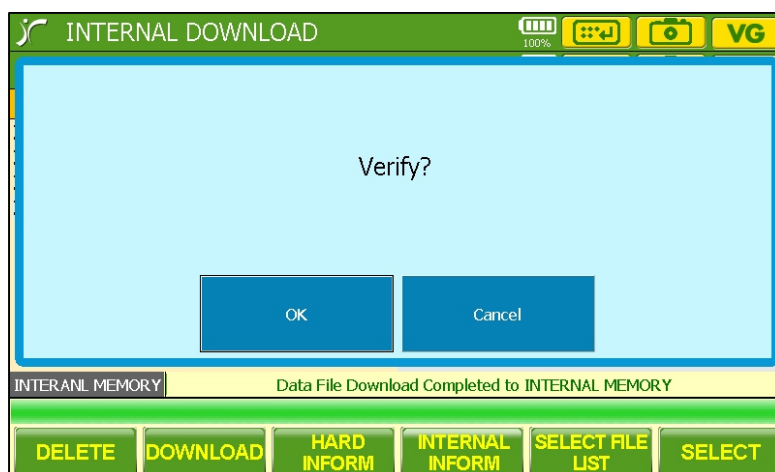 INTERNAL DOWNLOAD
100%
VG
Verify?
OK
Cancel
INTERANL MEMORY
Data File Download Completed to INTERNAL MEMORY
DELETE
DOWNLOAD
HARD
INFORM
INTERNAL
INFORM
SELECT FILE
LIST
SELECT